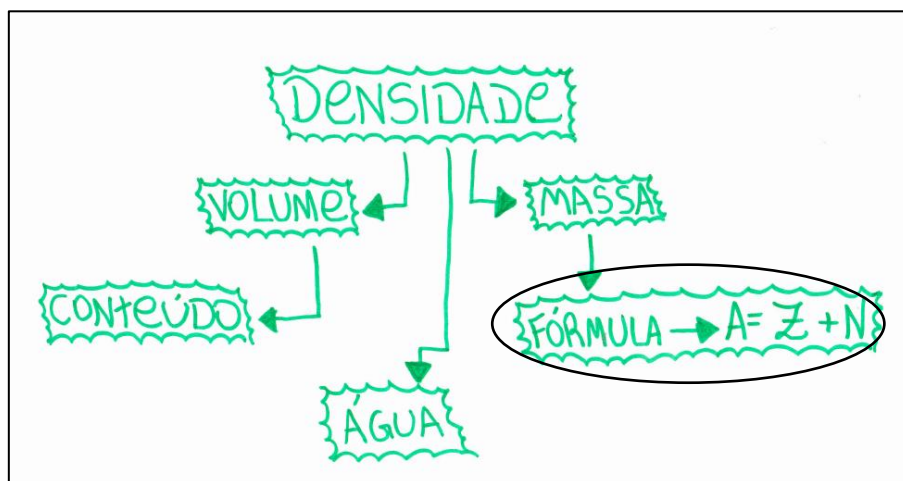 DENSIDADE
VOLUME
MASSA
CONTEÚDO
FÓRMULA → A = Z + N
ÁGUA